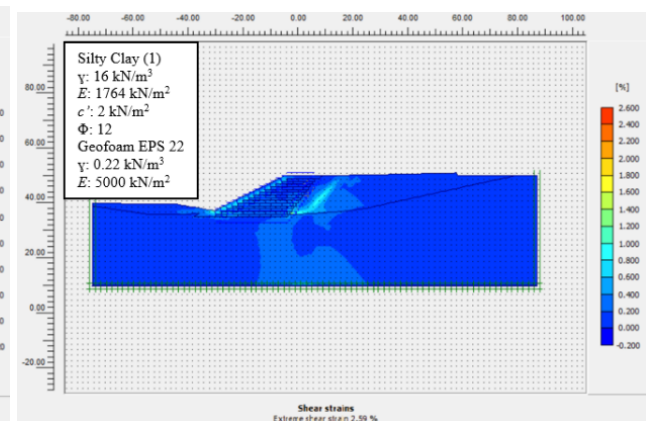 -80.00 -60.00 -40.00 -20.00 0.00 20.00 40.00 60.00 80.00 100.00
Silty Clay (1)
γ: 16 kN/m³
E: 1764 kN/m²
c': 2 kN/m²
Φ: 12
Geofoam EPS 22
γ: 0.22 kN/m³
E: 5000 kN/m²
80.00
60.00
40.00
20.00
0.00
-20.00
[%]
2.600
2.400
2.200
2.000
1.800
1.600
1.400
1.200
1.000
0.800
0.600
0.400
0.200
0.000
-0.200
Shear strains
Extreme shear strain 2.59 %